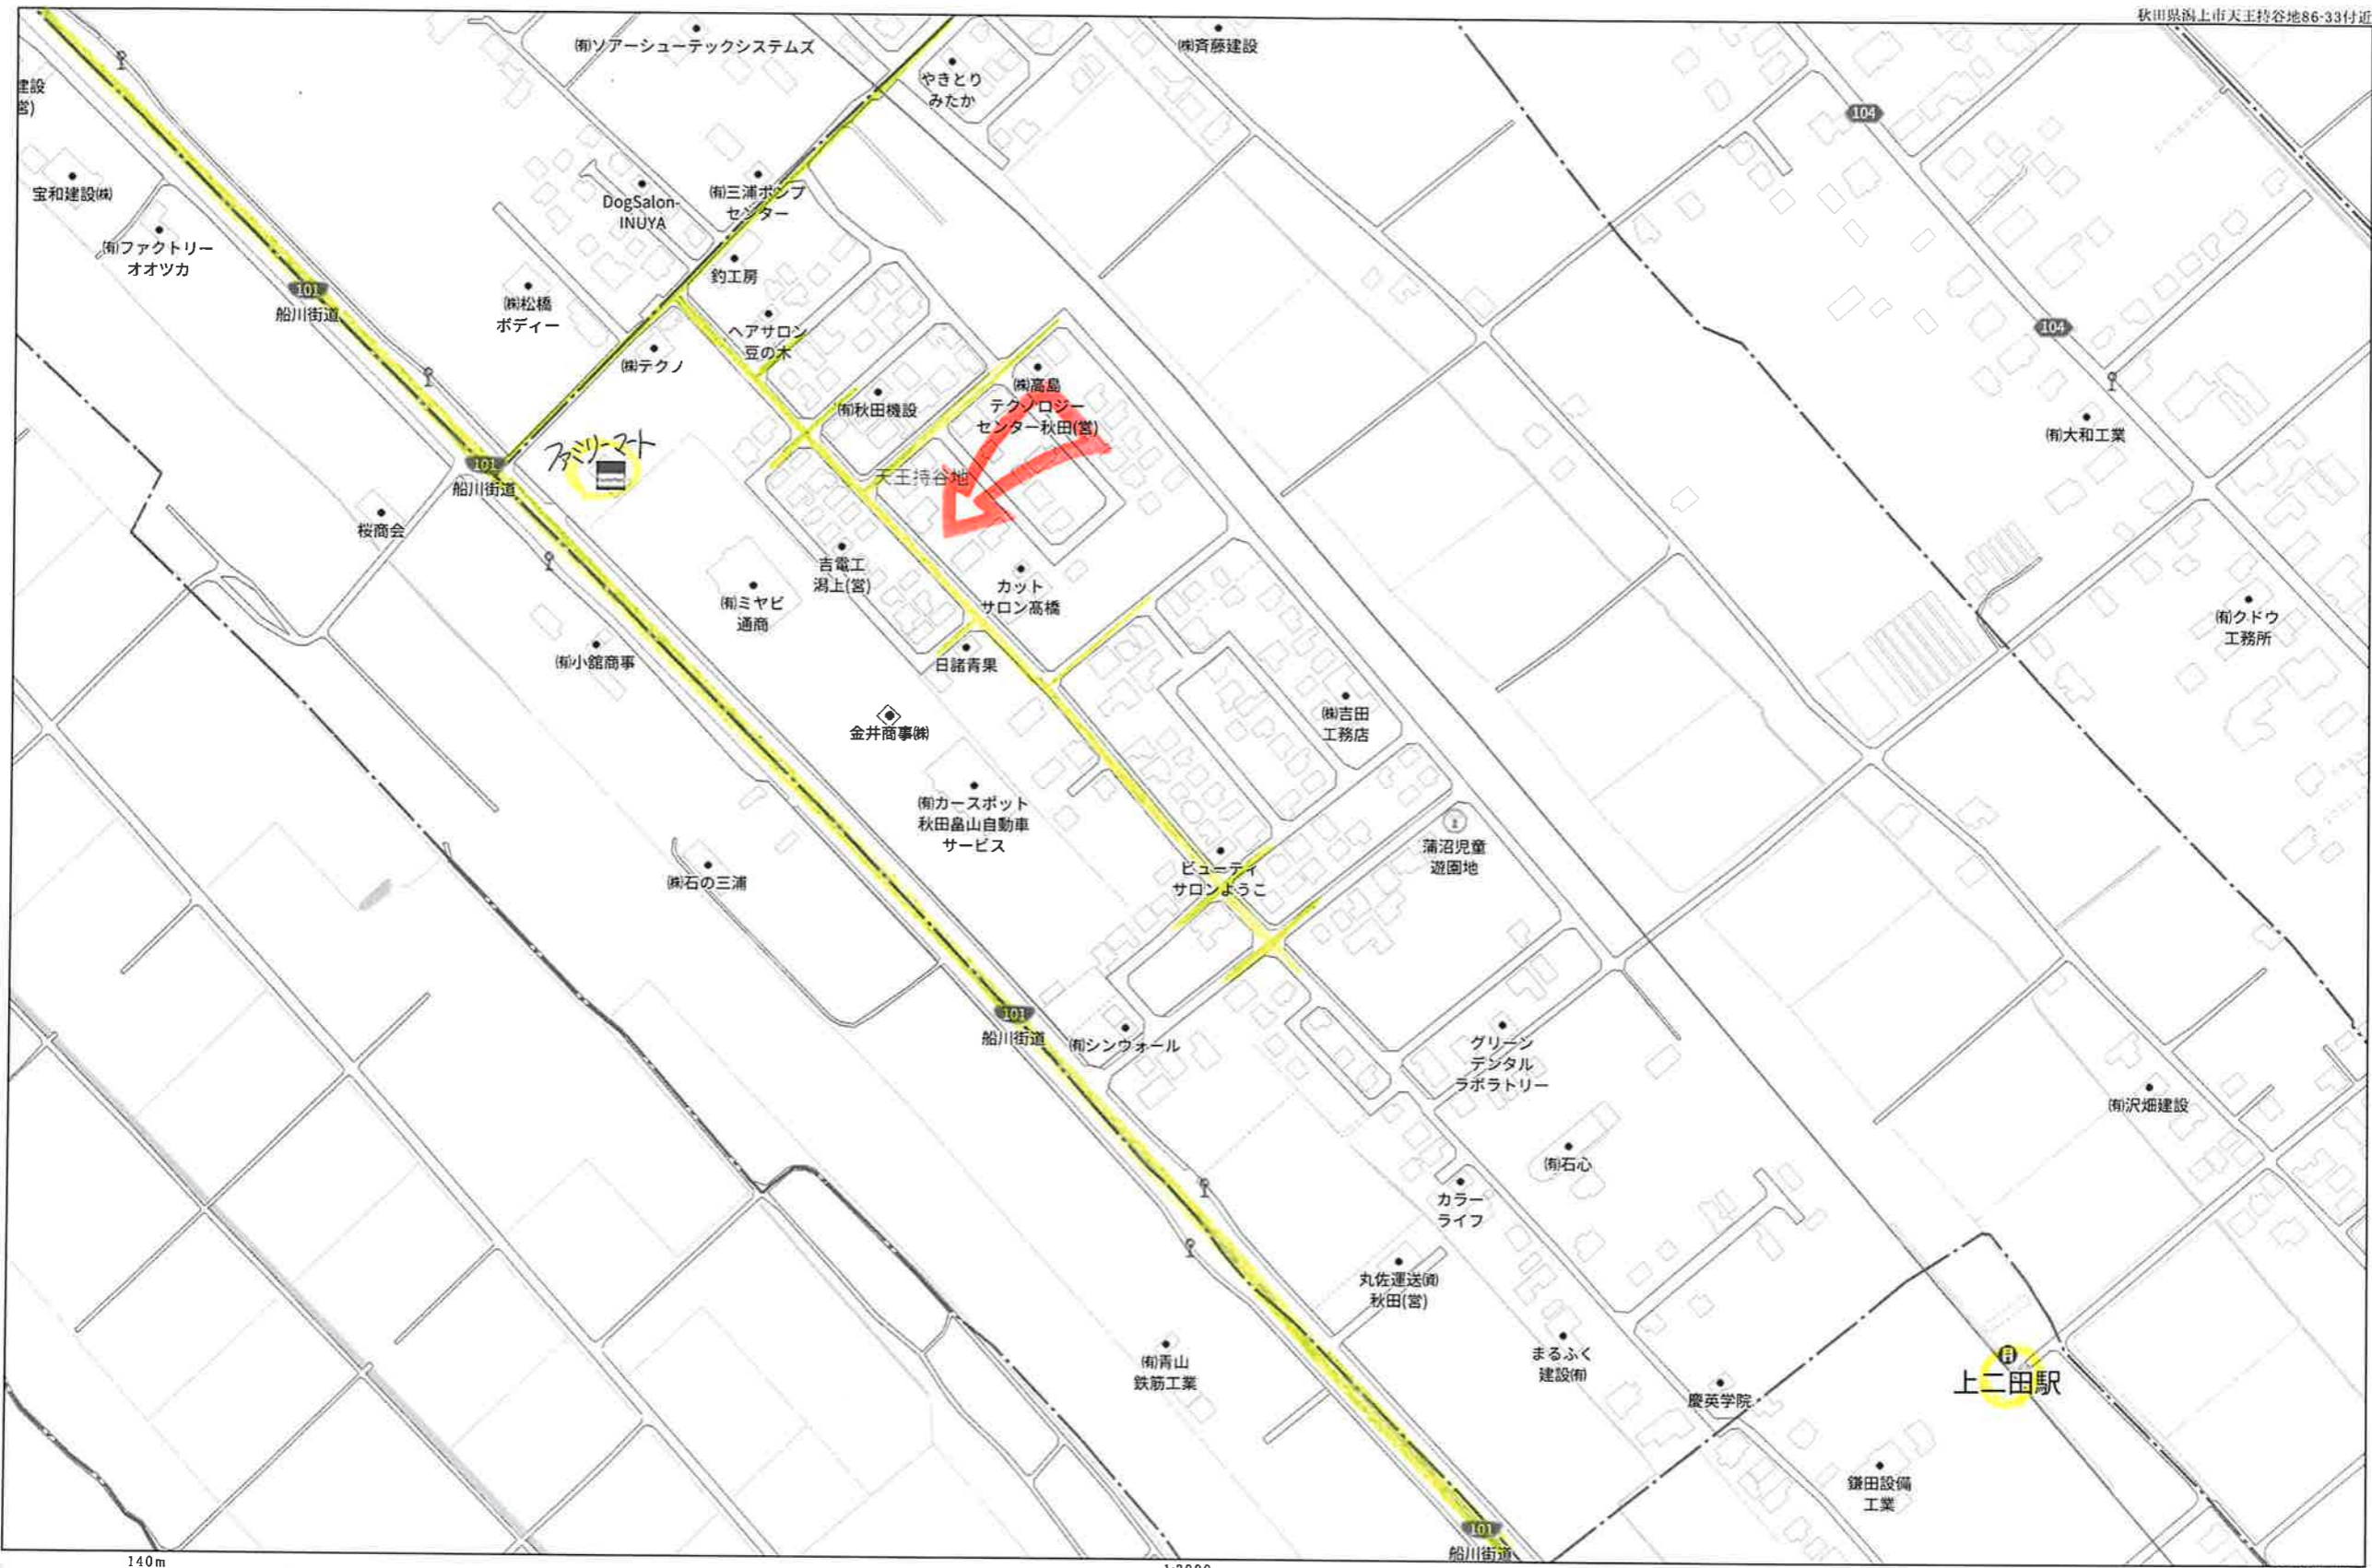 秋田県潟上市天王持谷地86-33付近
㈲ソアーシューテックシステムズ
㈱斉藤建設
やきとり
みたか
建設
営)
104
宝和建設㈱
DogSalon-
INUYA
㈲三浦ポンプ
センター
㈲ファクトリー
オオツカ
釣工房
101
船川街道
㈱松橋
ボディー
ヘアサロン
豆の木
104
㈱テクノ
㈱高島
テクノロジー
センター秋田(営)
㈲秋田機設
㈲大和工業
ファミリーマート
101
船川街道
天王持谷地
桜商会
吉電工
潟上(営)
カット
サロン髙橋
㈲ミヤビ
通商
㈲クドウ
工務所
㈲小舘商事
日諸青果
㈱吉田
工務店
金井商事㈱
㈲カースポット
秋田畠山自動車
サービス
蒲沼児童
遊園地
㈱石の三浦
ビューティ
サロンようこ
101
船川街道
㈲シンウォール
グリーン
デンタル
ラボラトリー
㈲沢畑建設
㈲石心
カラー
ライフ
丸佐運送㈾
秋田(営)
まるふく
建設㈲
㈲青山
鉄筋工業
上二田駅
慶英学院
鎌田設備
工業
101
船川街道
140m